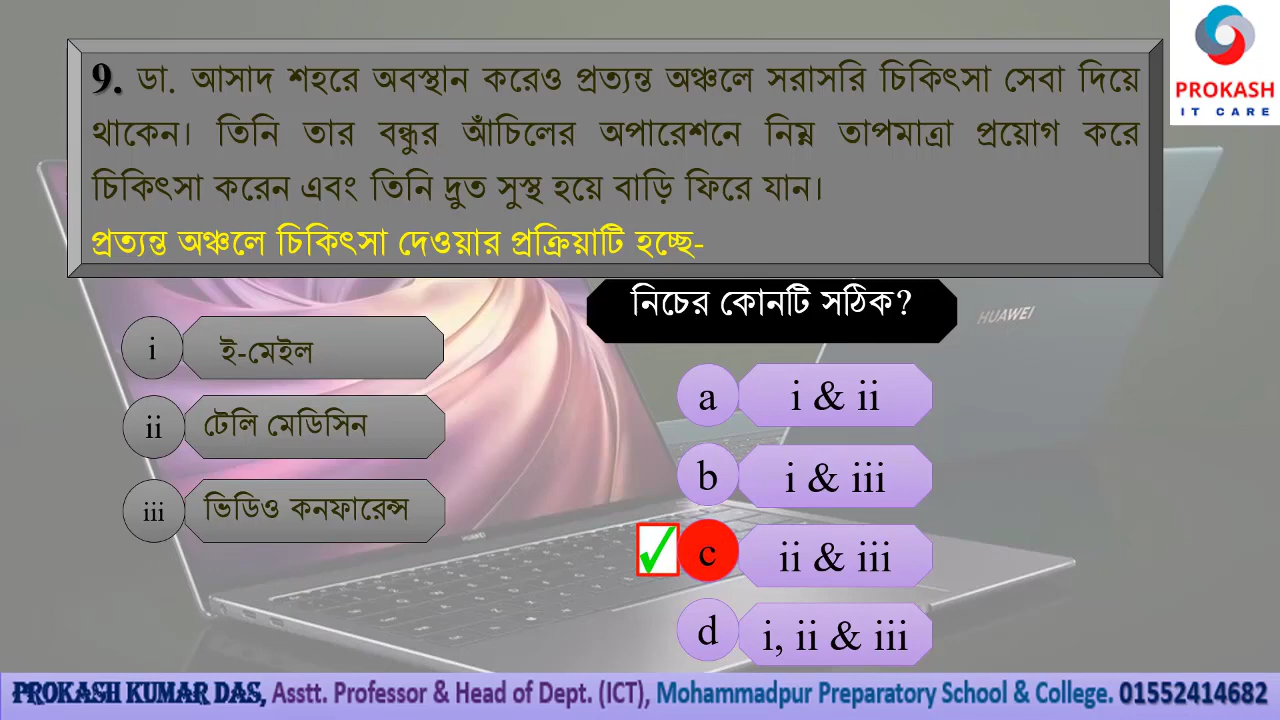 PROKASH
IT CARE
9. ডা. আসাদ শহরে অবস্থান করেও প্রত্যন্ত অঞ্চলে সরাসরি চিকিৎসা সেবা দিয়ে
থাকেন। তিনি তার বন্ধুর আঁচিলের অপারেশনে নিম্ন তাপমাত্রা প্রয়োগ করে
চিকিৎসা করেন এবং তিনি দ্রুত সুস্থ হয়ে বাড়ি ফিরে যান।
প্রত্যন্ত অঞ্চলে চিকিৎসা দেওয়ার প্রক্রিয়াটি হচ্ছে-
নিচের কোনটি সঠিক?
HUAWEI
i ই-মেইল
ii টেলি মেডিসিন
iii ভিডিও কনফারেন্স
a i & ii
b i & iii
✓ c ii & iii
d i, ii & iii
HUAWEI
PROKASH KUMAR DAS, Asstt. Professor & Head of Dept. (ICT), Mohammadpur Preparatory School & College. 01552414682